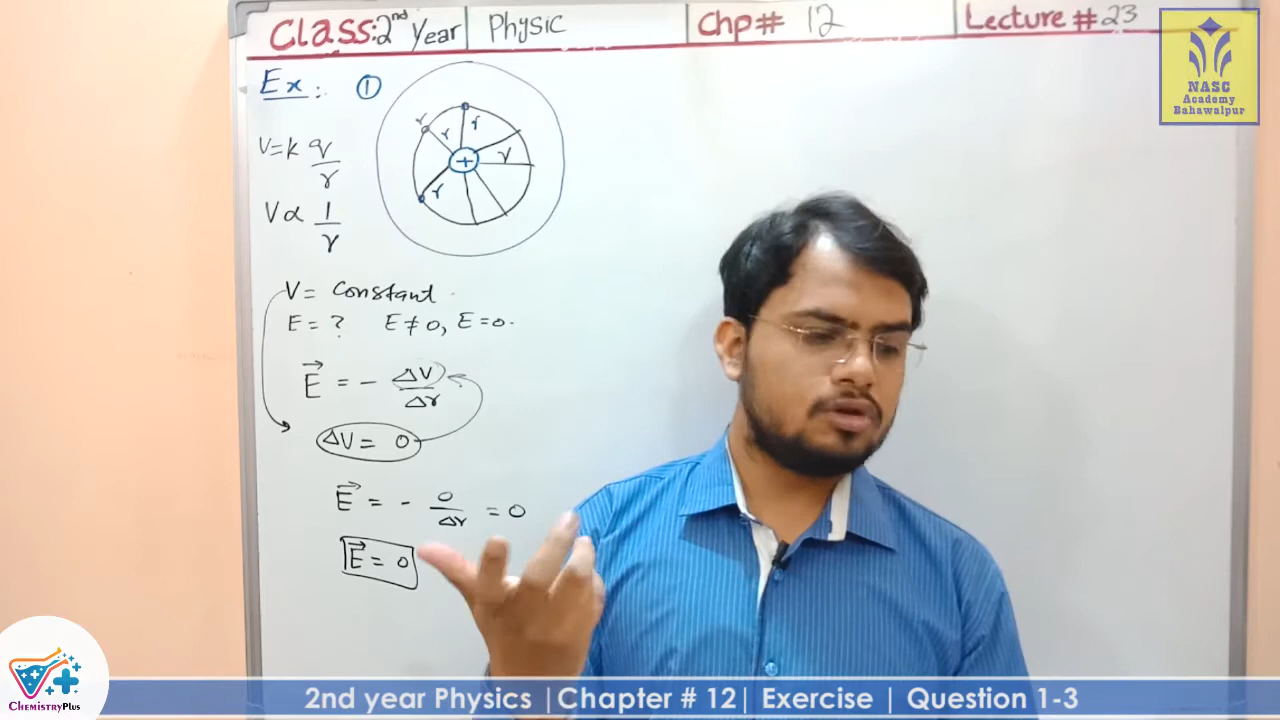 Class: 2nd Year Physic Chp# 12 Lecture # 23
NASC
Academy
Bahawalpur
Ex: ①
V=k q/r
V∝ 1/r
r r r
+ r
r
V= Constant.
E= ? E≠0, E=0.
E⃗ = - ΔV/Δr
ΔV= 0
E⃗ = - 0/Δr = 0
E⃗ = 0
ChemistryPlus
2nd year Physics |Chapter # 12| Exercise | Question 1-3